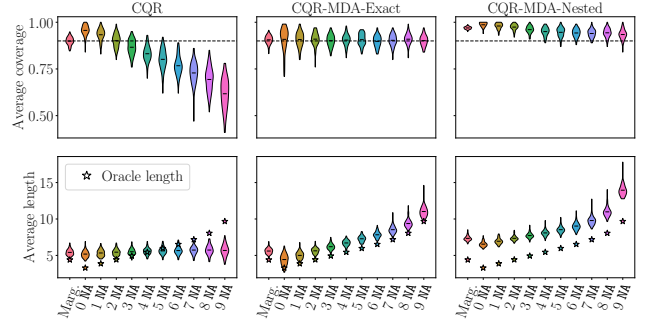 CQR
CQR-MDA-Exact
CQR-MDA-Nested
Average coverage
1.00
0.75
0.50
Average length
15
10
5
Oracle length
Marg.
0 NA
1 NA
2 NA
3 NA
4 NA
5 NA
6 NA
7 NA
8 NA
9 NA
Marg.
0 NA
1 NA
2 NA
3 NA
4 NA
5 NA
6 NA
7 NA
8 NA
9 NA
Marg.
0 NA
1 NA
2 NA
3 NA
4 NA
5 NA
6 NA
7 NA
8 NA
9 NA